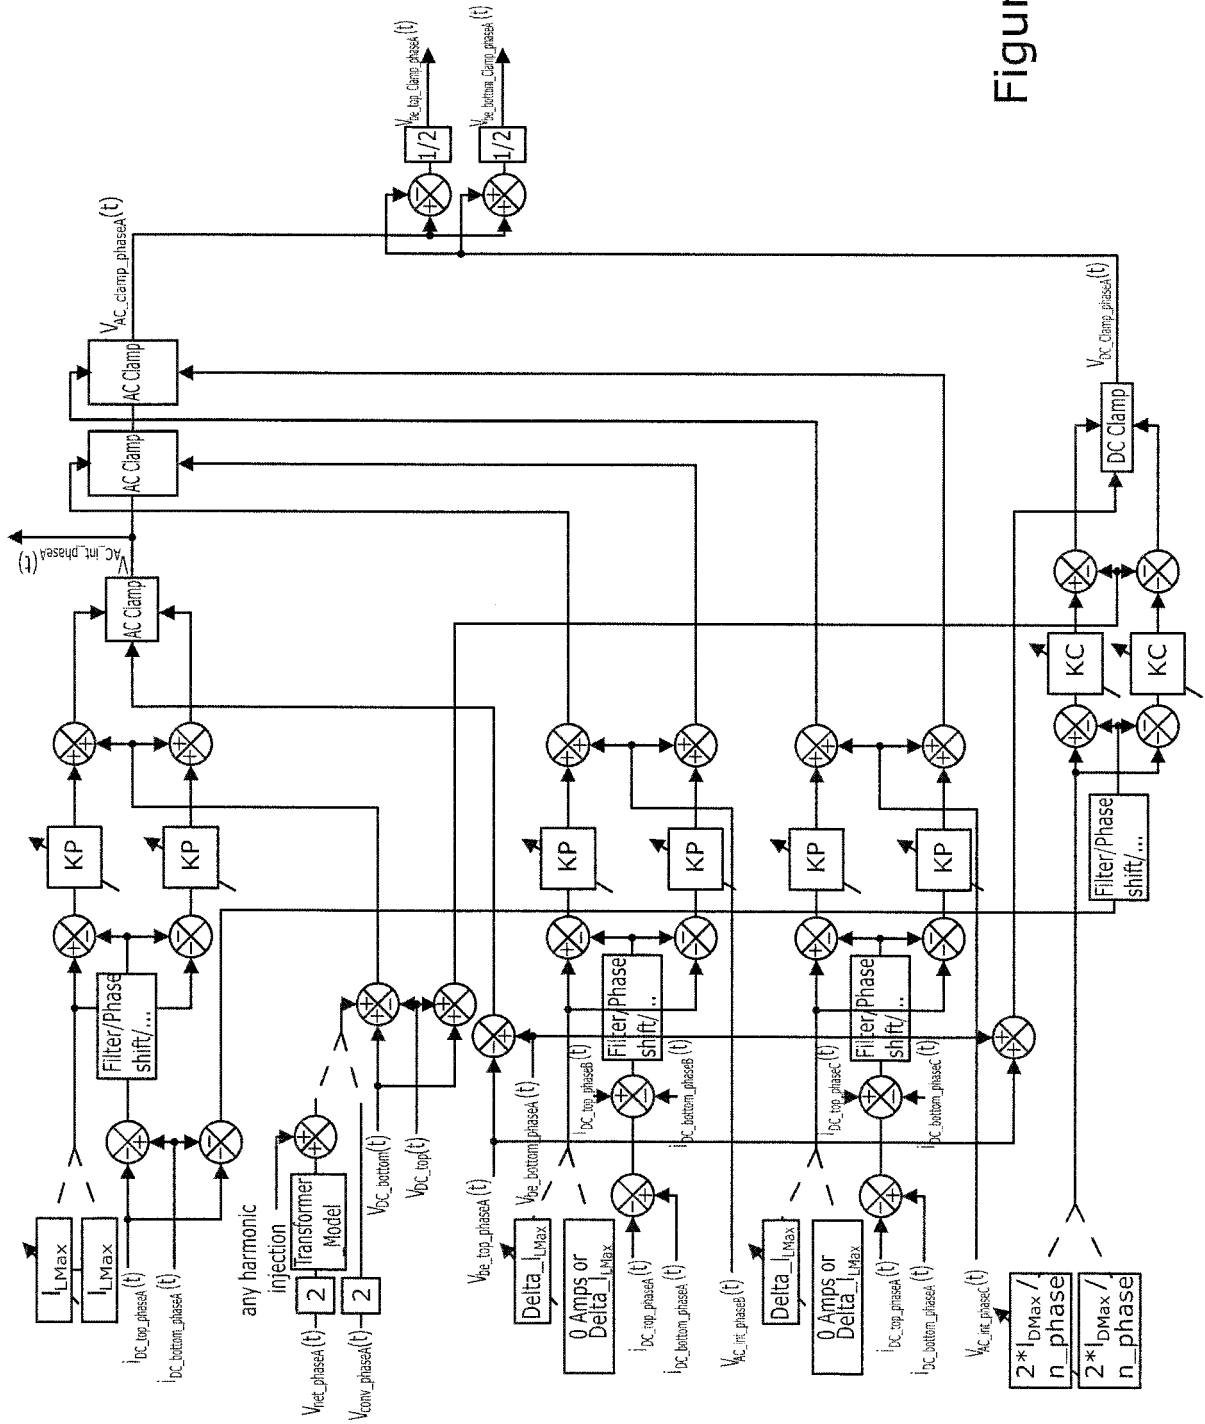 I_LMax
I_LMax
i_DC_top_phaseA(t)
i_DC_bottom_phaseA(t)
Filter/Phase
shift/...
KP
KP
AC Clamp
V_AC_int_phaseA(t)
AC Clamp
AC Clamp
V_AC_clamp_phaseA(t)
any harmonic
injection
V_net_phaseA(t)
V_conv_phaseA(t)
2
2
Transformer
Model
V_DC_bottom(t)
V_DC_top(t)
V_be_top_phaseA(t)
V_be_bottom_phaseA(t)
1/2
1/2
V_be_top_Clamp_phaseA(t)
V_be_bottom_Clamp_phaseA(t)
Delta_I_LMax
0 Amps or
Delta_I_LMax
i_DC_top_phaseA(t)
i_DC_bottom_phaseA(t)
i_DC_top_phaseB(t)
i_DC_bottom_phaseB(t)
Filter/Phase
shift/..
KP
KP
V_AC_int_phaseB(t)
Delta_I_LMax
0 Amps or
Delta_I_LMax
i_DC_top_phaseA(t)
i_DC_bottom_phaseA(t)
i_DC_top_phaseC(t)
i_DC_bottom_phaseC(t)
Filter/Phase
shift/...
KP
KP
V_AC_int_phaseC(t)
2*I_DMax/
n_phase
2*I_DMax/
n_phase
Filter/Phase
shift/...
KC
KC
DC Clamp
V_DC_Clamp_phaseA(t)